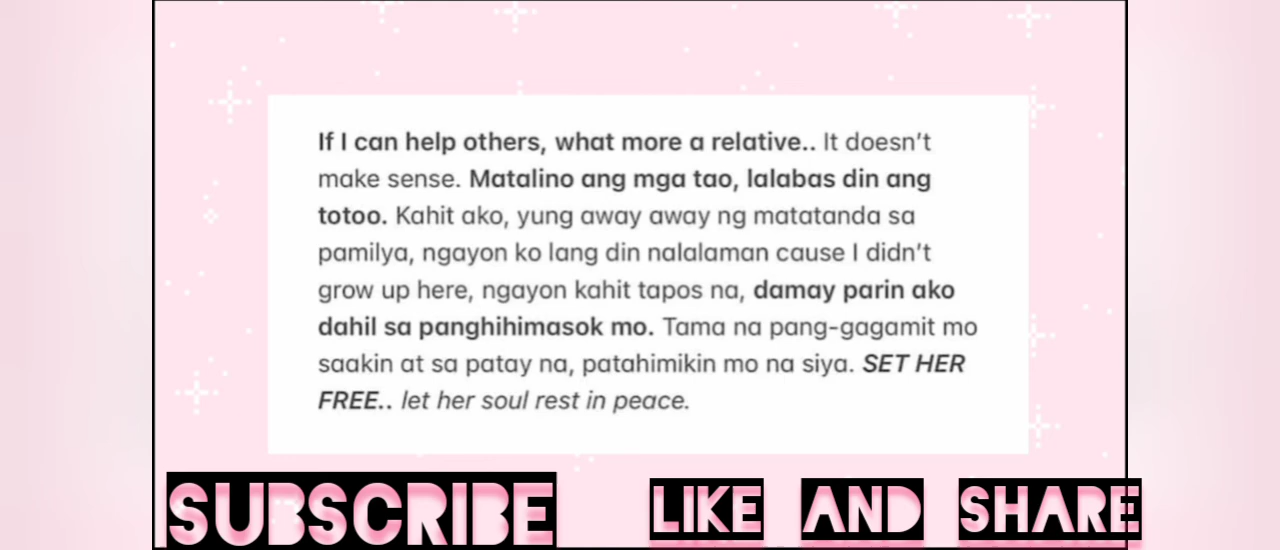 If I can help others, what more a relative.. It doesn't
make sense. Matalino ang mga tao, lalabas din ang
totoo. Kahit ako, yung away away ng matatanda sa
pamilya, ngayon ko lang din nalalaman cause I didn't
grow up here, ngayon kahit tapos na, damay parin ako
dahil sa panghihimasok mo. Tama na pang-gagamit mo
saakin at sa patay na, patahimikin mo na siya. SET HER
FREE.. let her soul rest in peace.
SUBSCRIBE LIKE AND SHARE